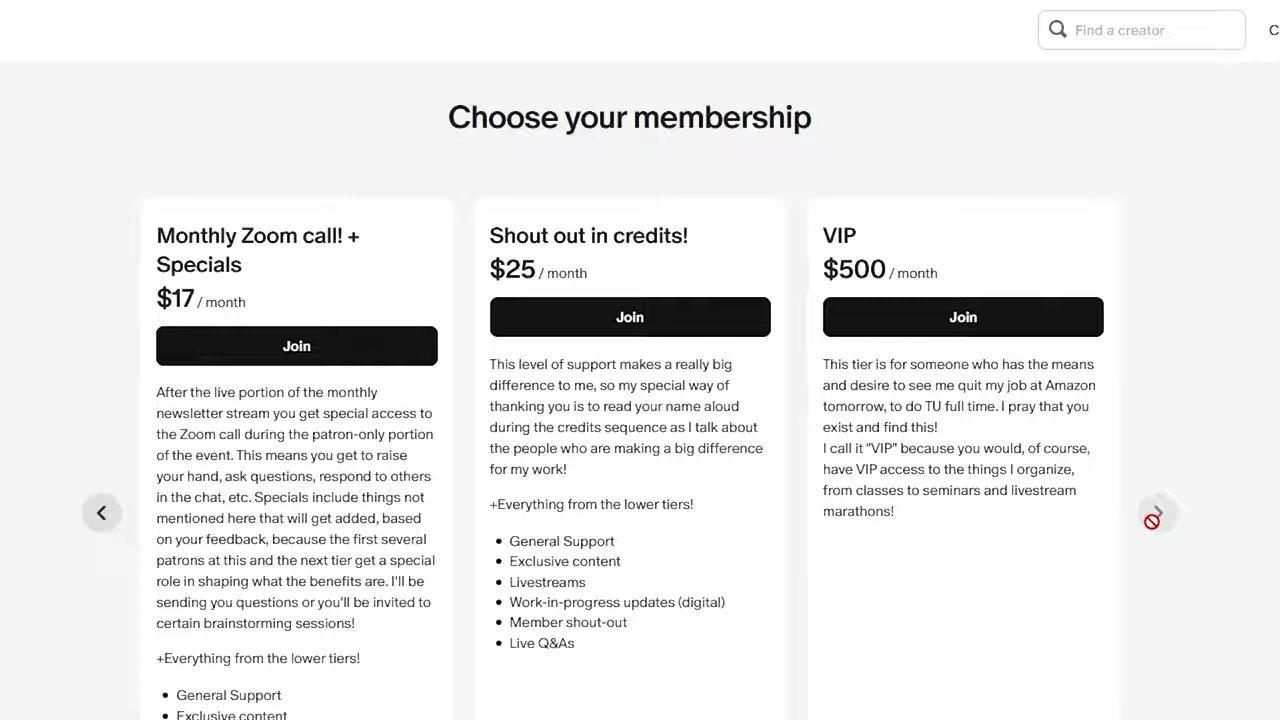 Find a creator
C
Choose your membership
Monthly Zoom call! +
Specials
$17 / month
Join
After the live portion of the monthly
newsletter stream you get special access to
the Zoom call during the patron-only portion
of the event. This means you get to raise
your hand, ask questions, respond to others
in the chat, etc. Specials include things not
mentioned here that will get added, based
on your feedback, because the first several
patrons at this and the next tier get a special
role in shaping what the benefits are. I'll be
sending you questions or you'll be invited to
certain brainstorming sessions!
+Everything from the lower tiers!
• General Support
• Exclusive content
Shout out in credits!
$25 / month
Join
This level of support makes a really big
difference to me, so my special way of
thanking you is to read your name aloud
during the credits sequence as I talk about
the people who are making a big difference
for my work!
+Everything from the lower tiers!
• General Support
• Exclusive content
• Livestreams
• Work-in-progress updates (digital)
• Member shout-out
• Live Q&As
VIP
$500 / month
Join
This tier is for someone who has the means
and desire to see me quit my job at Amazon
tomorrow, to do TU full time. I pray that you
exist and find this!
I call it "VIP" because you would, of course,
have VIP access to the things I organize,
from classes to seminars and livestream
marathons!